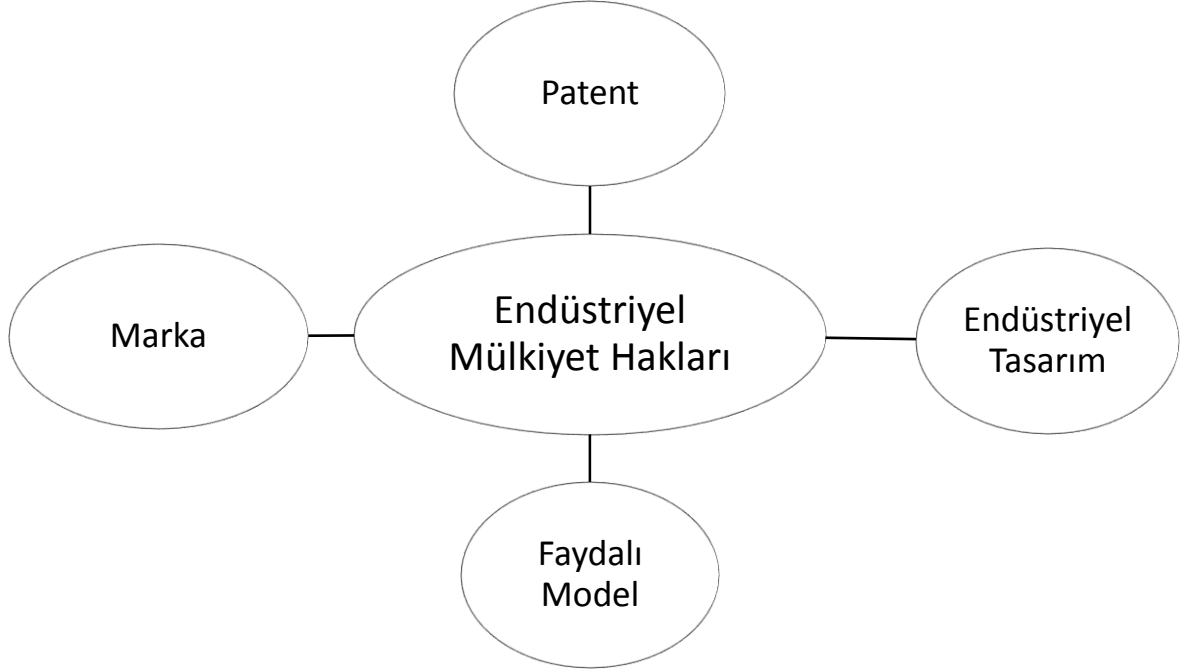 Patent
Marka
Endüstriyel
Mülkiyet Hakları
Endüstriyel
Tasarım
Faydalı
Model